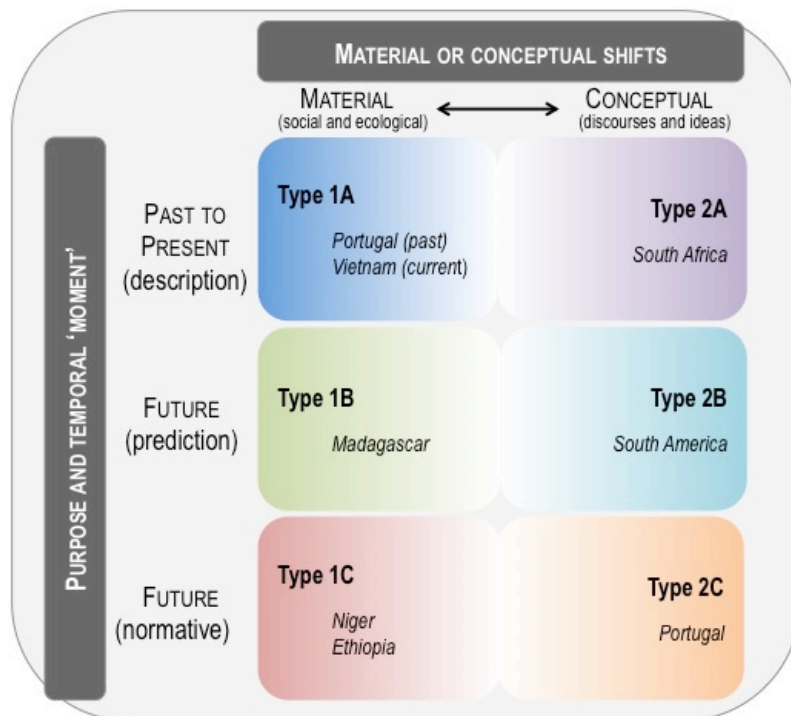 MATERIAL OR CONCEPTUAL SHIFTS
MATERIAL
(social and ecological)
CONCEPTUAL
(discourses and ideas)
PURPOSE AND TEMPORAL 'MOMENT'
PAST TO
PRESENT
(description)
Type 1A
Portugal (past)
Vietnam (current)
Type 2A
South Africa
FUTURE
(prediction)
Type 1B
Madagascar
Type 2B
South America
FUTURE
(normative)
Type 1C
Niger
Ethiopia
Type 2C
Portugal